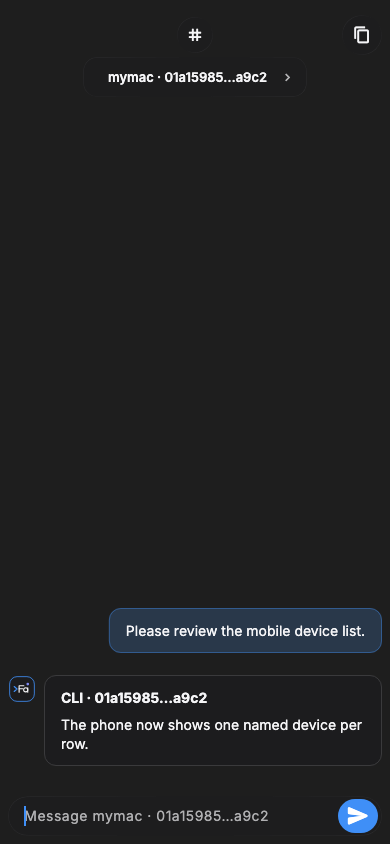 #
mymac · 01a15985…a9c2 >
Please review the mobile device list.
>Fa
CLI · 01a15985…a9c2
The phone now shows one named device per
row.
Message mymac · 01a15985…a9c2